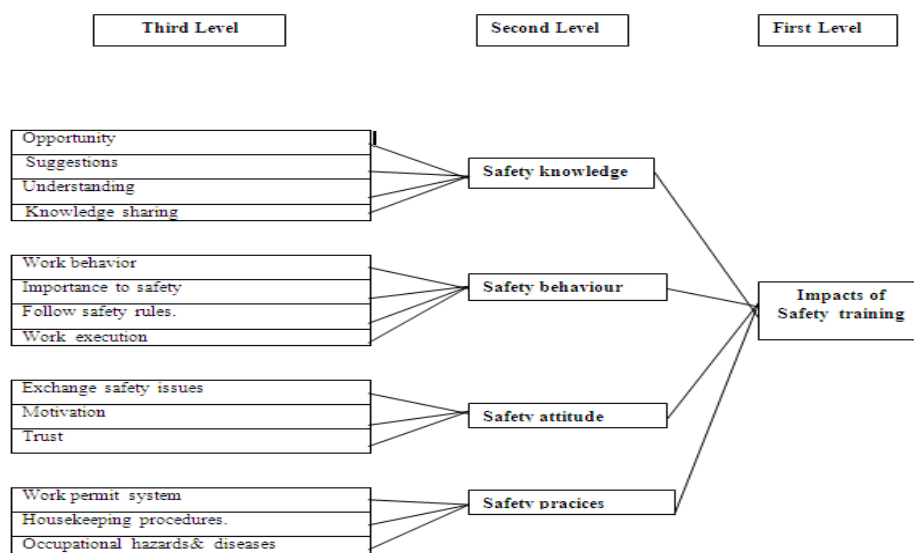 Third Level
Second Level
First Level
Opportunity
Suggestions
Understanding
Knowledge sharing
Safety knowledge
Work behavior
Importance to safety
Follow safety rules.
Work execution
Safety behaviour
Impacts of
Safety training
Exchange safety issues
Motivation
Trust
Safety attitude
Work permit system
Housekeeping procedures.
Occupational hazards& diseases
Safety pracices